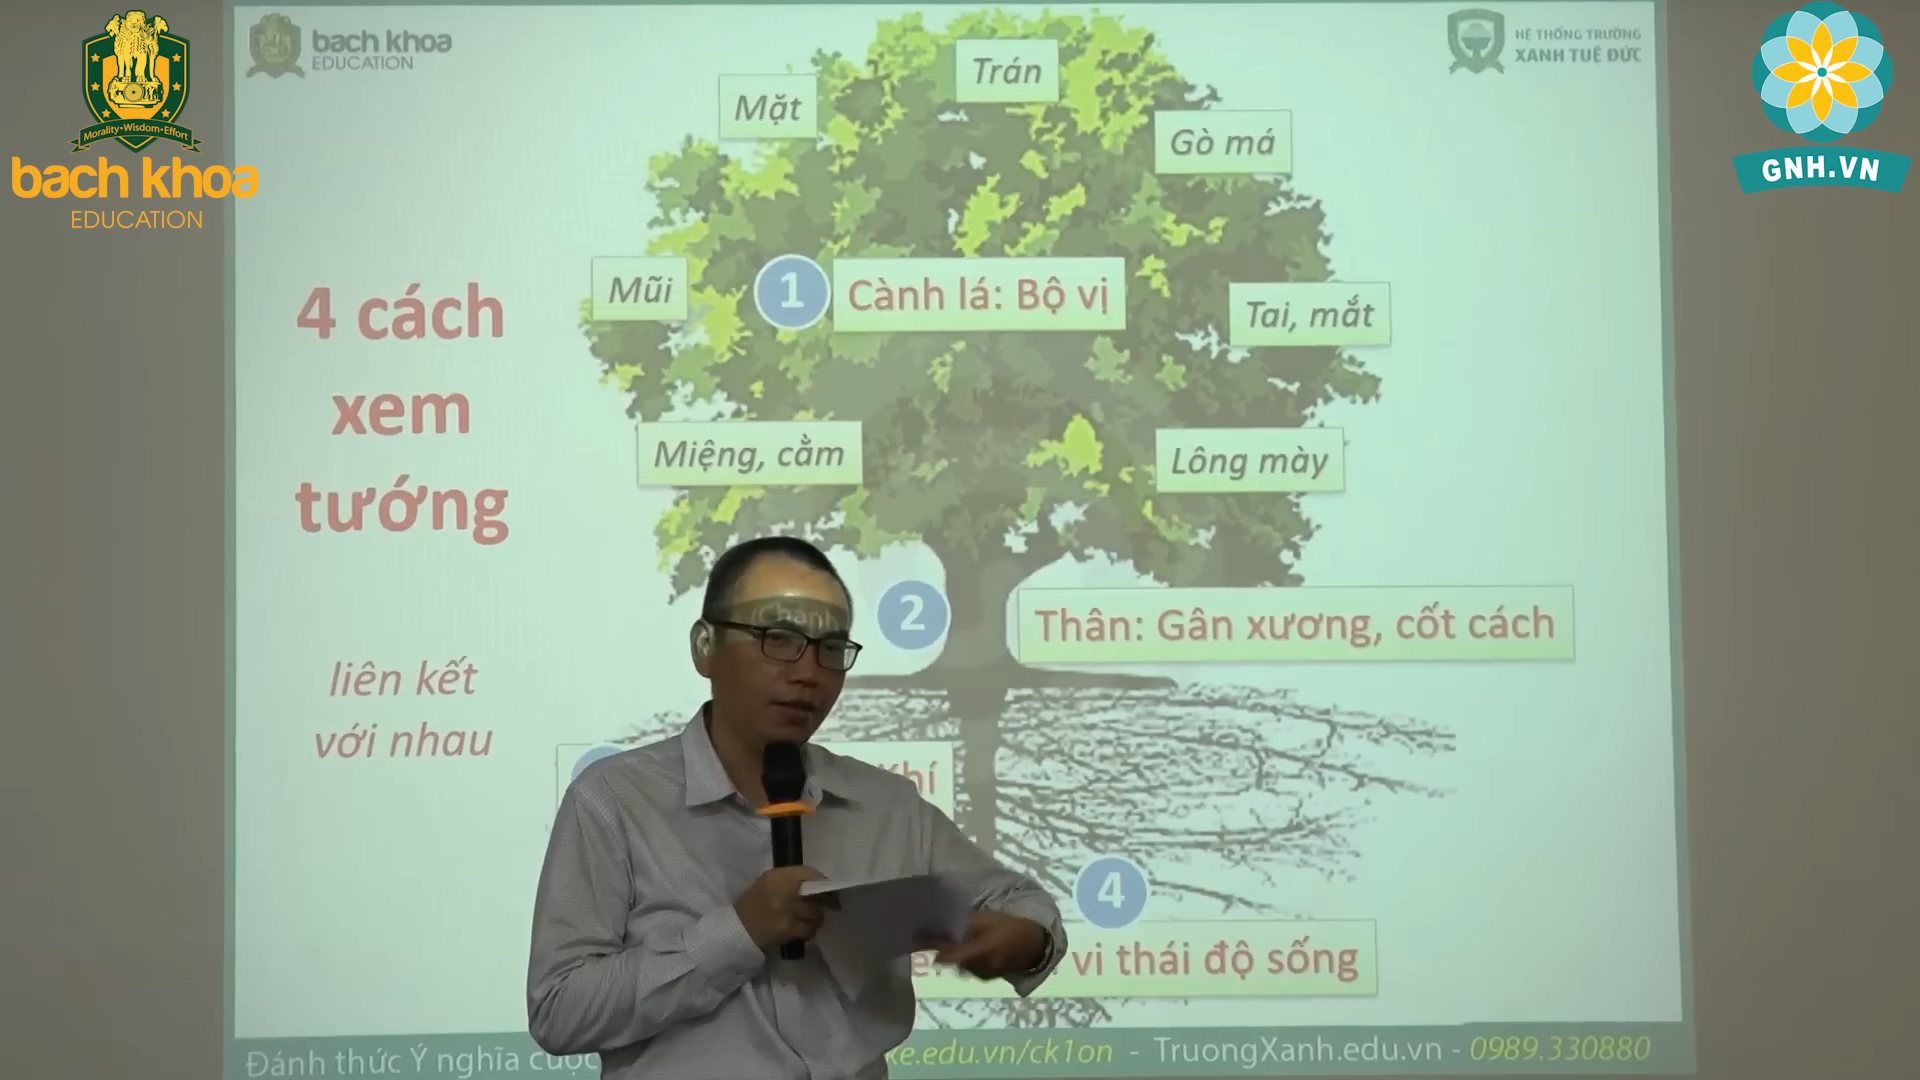 Morality • Wisdom • Effort
bach khoa
EDUCATION
bach khoa
EDUCATION
HỆ THỐNG TRƯỜNG
XANH TUỆ ĐỨC
GNH.VN
4 cách
xem
tướng
liên kết
với nhau
Trán
Mặt
Gò má
Mũi
1
Cành lá: Bộ vị
Tai, mắt
Miệng, cằm
Lông mày
2
Thân: Gân xương, cốt cách
Khí
4
vi thái độ sống
Đánh thức Ý nghĩa cuộc
ke.edu.vn/ck1on - TruongXanh.edu.vn - 0989.330880